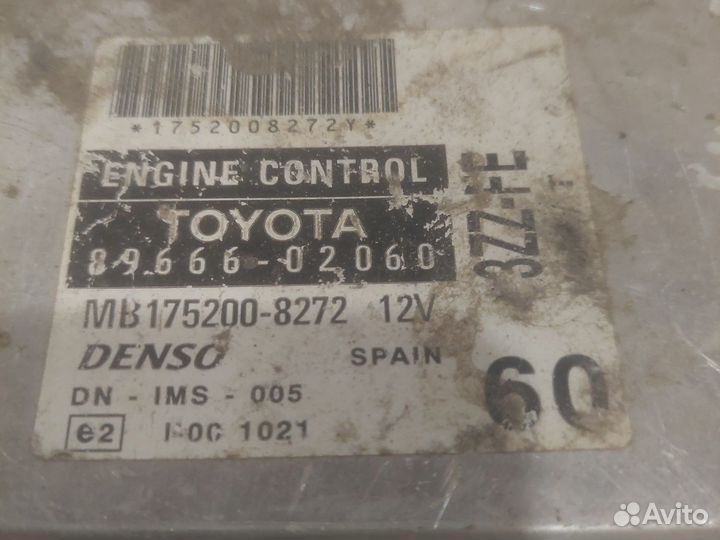 *1752008272Y*
ENGINE CONTROL
TOYOTA
89666-02060
3ZZ-FE
MB175200-8272 12V
DENSO SPAIN
DN - IMS - 005
60
e2 1021
Avito